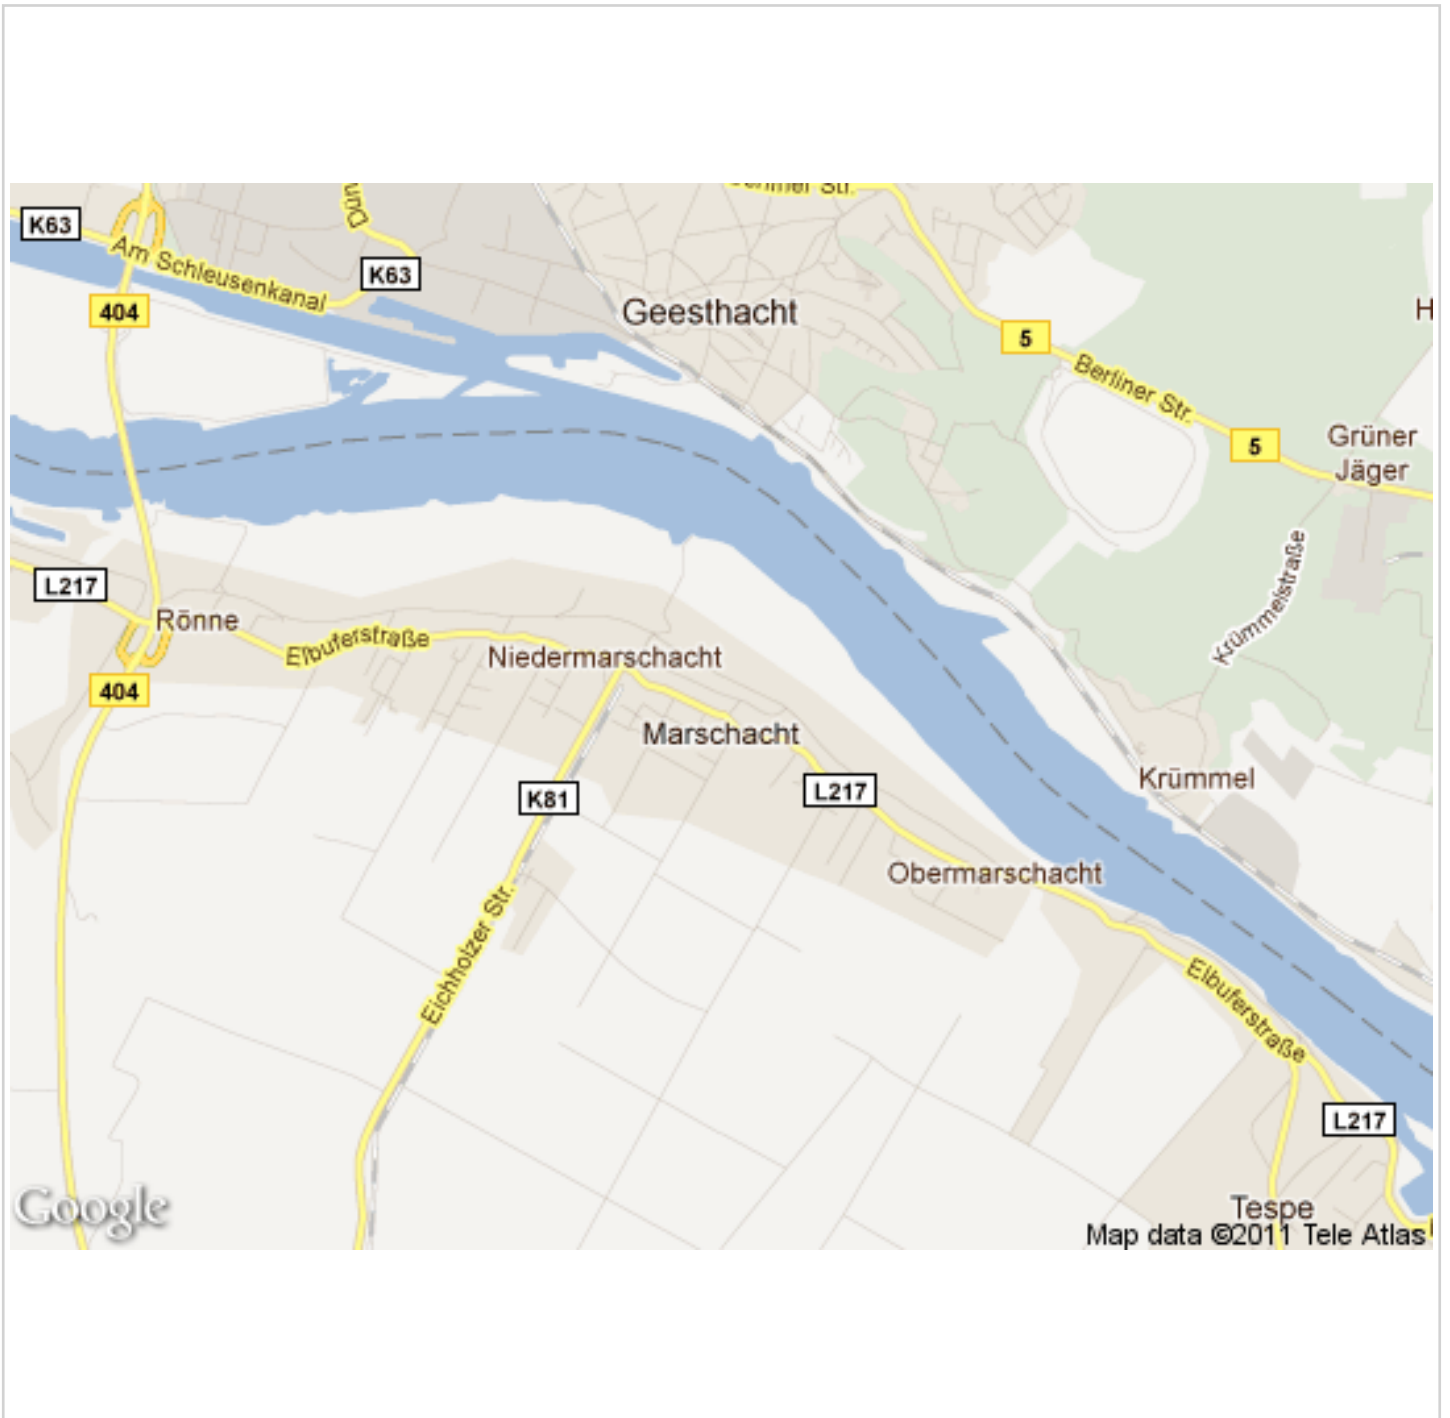 K63
Am Schleusenkanal
K63
404
Geesthacht
5
Berliner Str.
5
Grüner
Jäger
Krümmelstraße
L217
Rönne
Elbuferstraße
404
Niedermarschacht
Marschacht
K81
L217
Krümmel
Obermarschacht
Eichholzer Str.
Elbuferstraße
L217
Tespe
Google
Map data ©2011 Tele Atlas